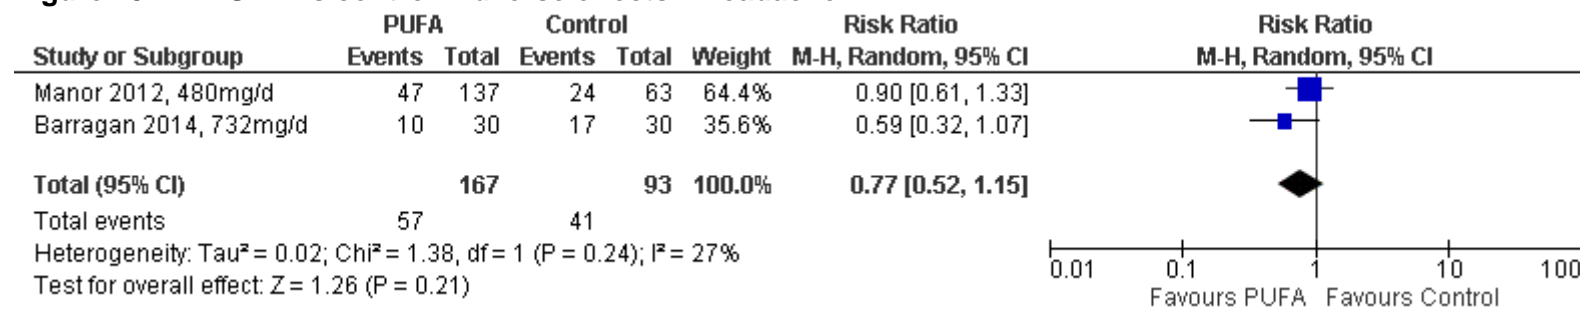 PUFA Control Risk Ratio Risk Ratio
Study or Subgroup Events Total Events Total Weight M-H, Random, 95% CI M-H, Random, 95% CI
Manor 2012, 480mg/d 47 137 24 63 64.4% 0.90 [0.61, 1.33]
Barragan 2014, 732mg/d 10 30 17 30 35.6% 0.59 [0.32, 1.07]
Total (95% CI) 167 93 100.0% 0.77 [0.52, 1.15]
Total events 57 41
Heterogeneity: Tau² = 0.02; Chi² = 1.38, df = 1 (P = 0.24); I² = 27%
Test for overall effect: Z = 1.26 (P = 0.21)
0.01 0.1 1 10 100
Favours PUFA Favours Control